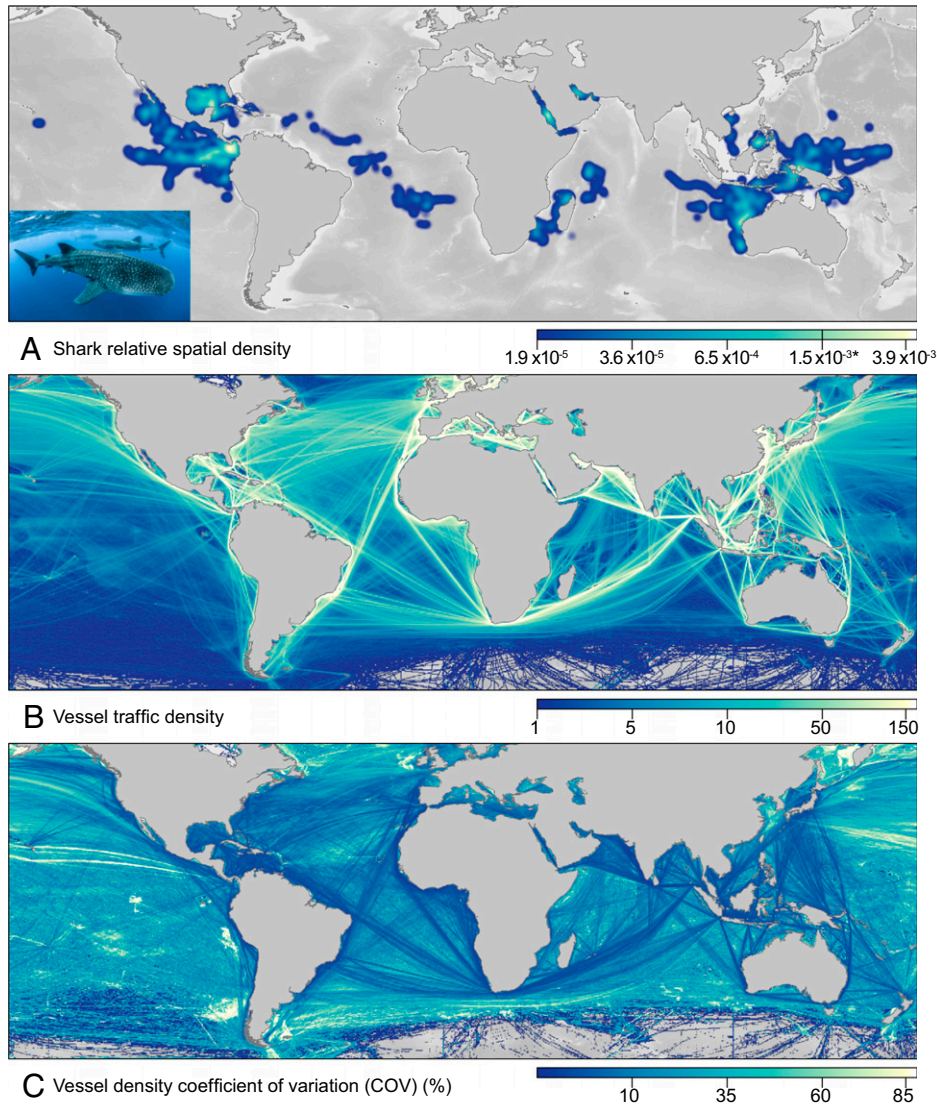 A Shark relative spatial density
1.9 x10-5 3.6 x10-5 6.5 x10-4 1.5 x10-3* 3.9 x10-3
B Vessel traffic density
1 5 10 50 150
C Vessel density coefficient of variation (COV) (%)
10 35 60 85